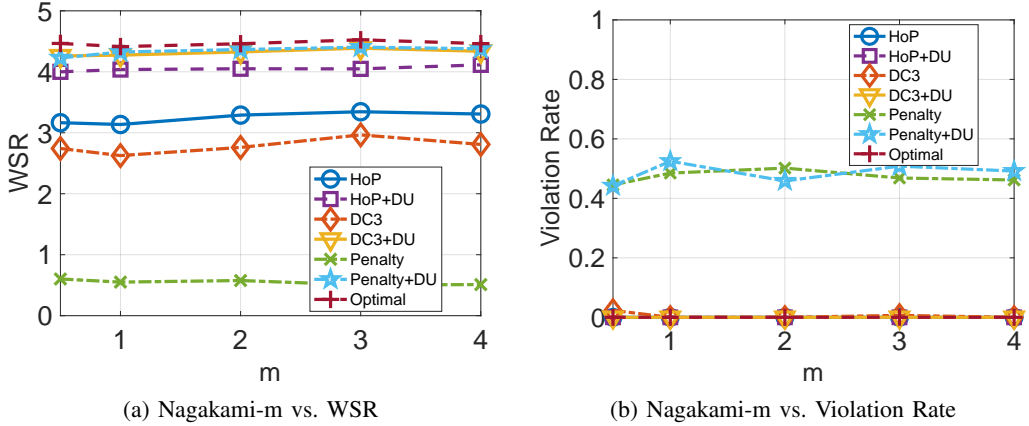 5
4
3
2
1
0
WSR
HoP
HoP+DU
DC3
DC3+DU
Penalty
Penalty+DU
Optimal
1 2 3 4
m
(a) Nagakami-m vs. WSR
1
0.8
0.6
0.4
0.2
0
Violation Rate
HoP
HoP+DU
DC3
DC3+DU
Penalty
Penalty+DU
Optimal
1 2 3 4
m
(b) Nagakami-m vs. Violation Rate